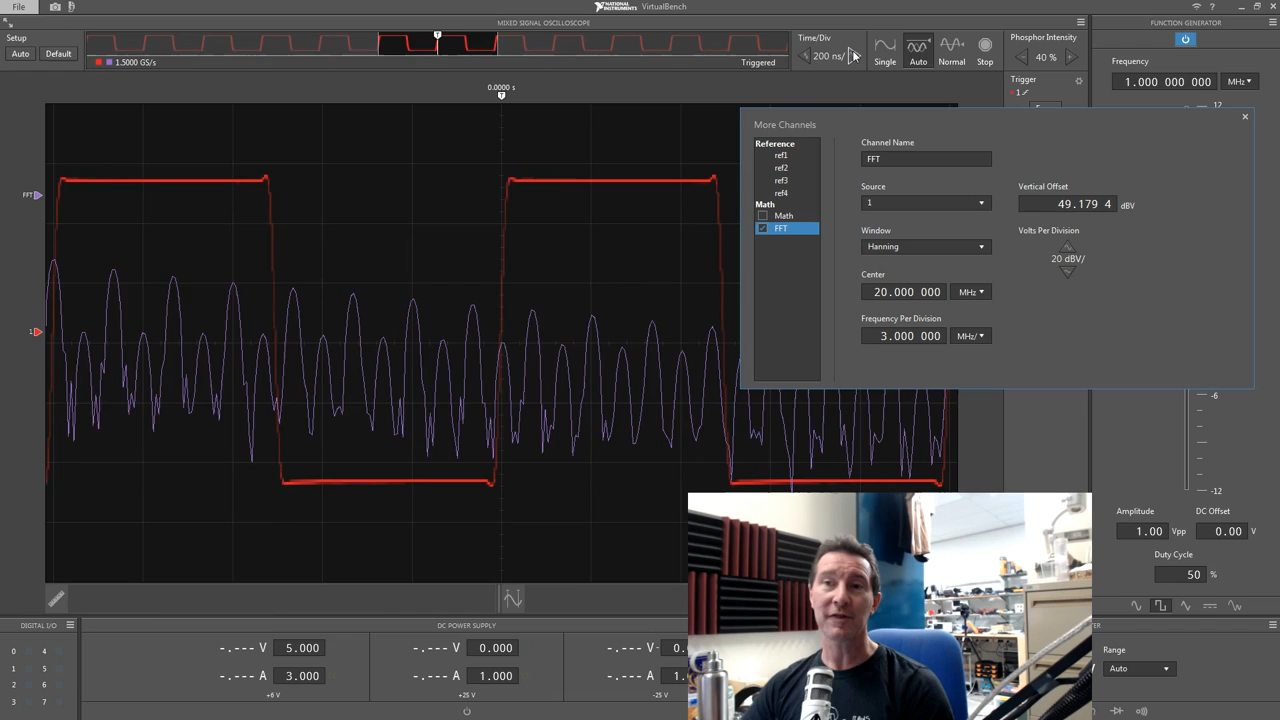 File
NATIONAL INSTRUMENTS VirtualBench
MIXED SIGNAL OSCILLOSCOPE
FUNCTION GENERATOR
Setup
Auto Default
1.5000 GS/s
Triggered
Time/Div
200 ns/
Single Auto Normal Stop
Phosphor Intensity
40 %
Trigger
1
Frequency
1.000 000 000 MHz
12
0.0000 s
T
FFT
1
More Channels
Reference
ref1
ref2
ref3
ref4
Math
Math
FFT
Channel Name
FFT
Source
1
Window
Hanning
Center
20.000 000 MHz
Frequency Per Division
3.000 000 MHz/
Vertical Offset
49.179 4 dBV
Volts Per Division
20 dBV/
-6
-12
Amplitude DC Offset
1.00 Vpp 0.00 V
Duty Cycle
50 %
DIGITAL I/O
0 4
1 5
2 6
3 7
DC POWER SUPPLY
-.--- V 5.000
-.--- A 3.000
+6 V
-.--- V 0.000
-.--- A 1.000
+25 V
-.--- V
-.--- A
-25 V
Range
Auto